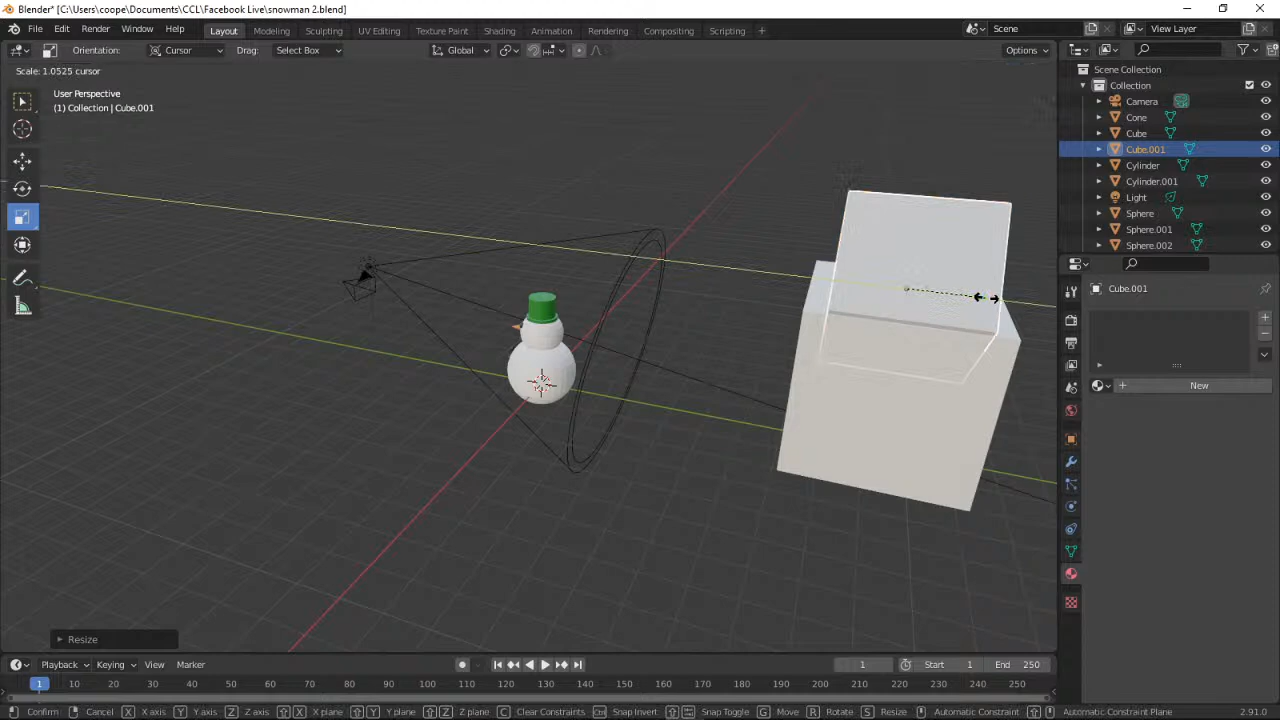 Blender* [C:\Users\coope\Documents\CCL\Facebook Live\snowman 2.blend]
File Edit Render Window Help Layout Modeling Sculpting UV Editing Texture Paint Shading Animation Rendering Compositing Scripting + Scene View Layer
Orientation: Cursor Drag: Select Box Global Options
Scale: 1.0525 cursor
User Perspective
(1) Collection | Cube.001
Scene Collection
Collection
Camera
Cone
Cube
Cube.001
Cylinder
Cylinder.001
Light
Sphere
Sphere.001
Sphere.002
Cube.001
+ New
Resize
Playback Keying View Marker 1 Start 1 End 250
1 10 20 30 40 50 60 70 80 90 100 110 120 130 140 150 160 170 180 190 200 210 220 230 240 250
Confirm Cancel X X axis Y Y axis Z Z axis X X plane Y Y plane Z Z plane C Clear Constraints Ctrl Snap Invert Snap Toggle G Move R Rotate S Resize Automatic Constraint Automatic Constraint Plane 2.91.0